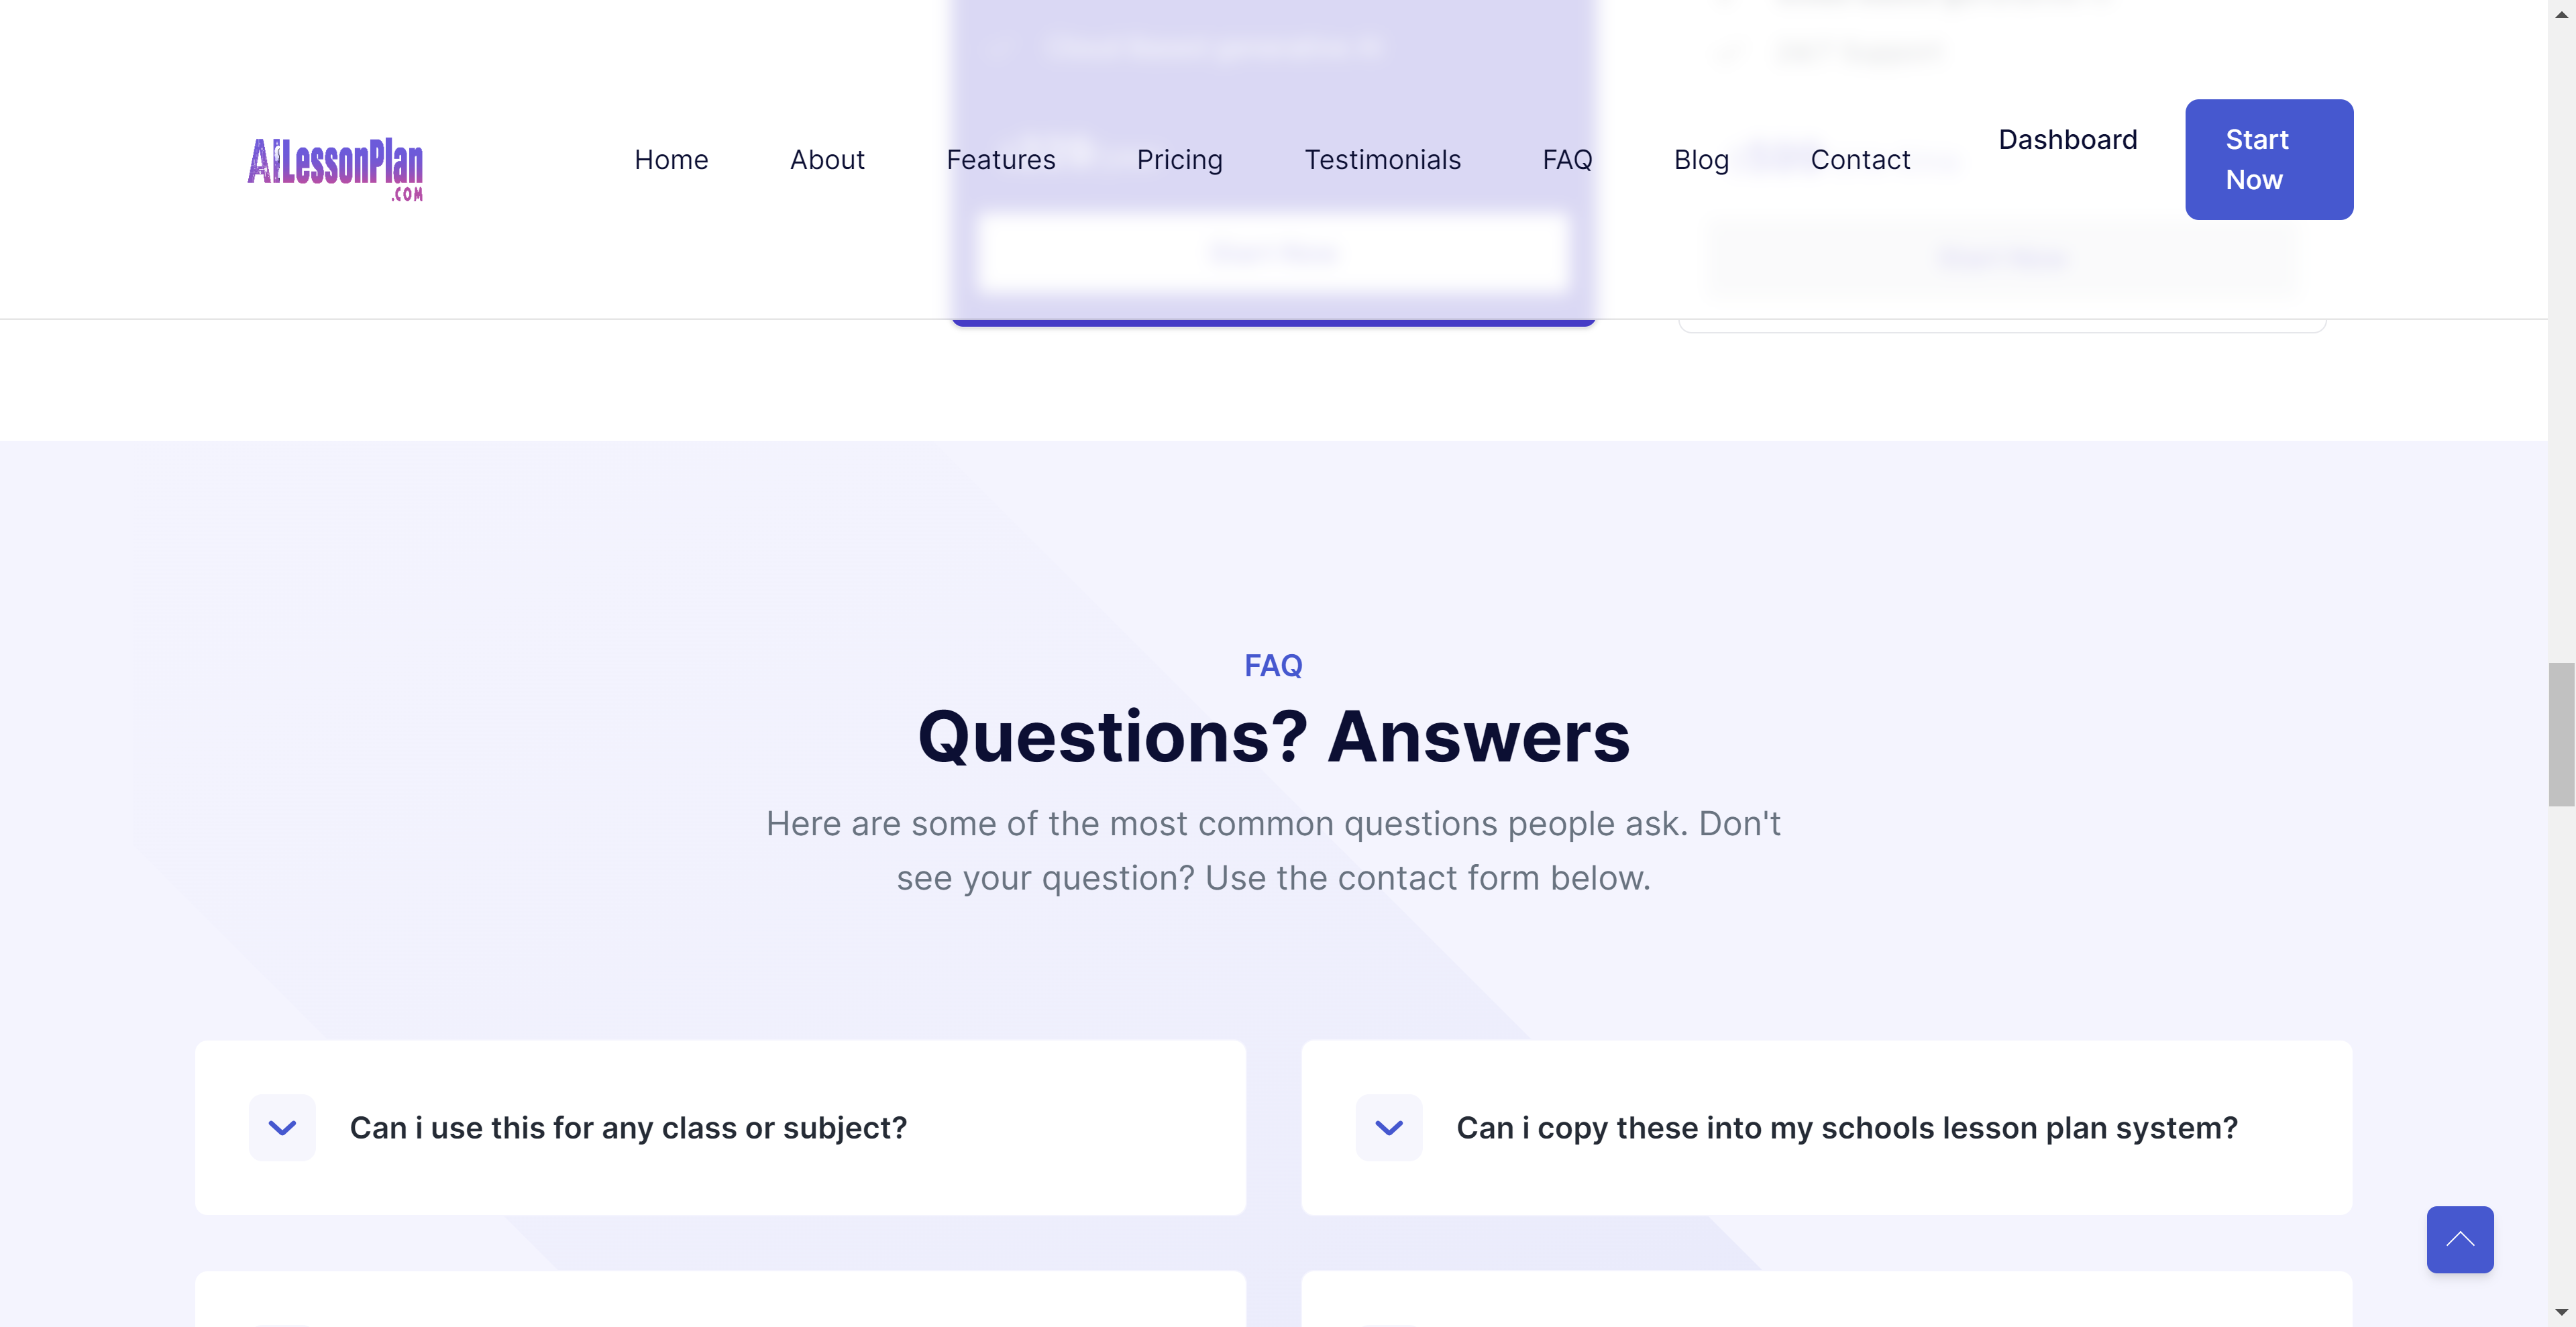 AILessonPlan
.COM
Home
About
Features
Pricing
Testimonials
FAQ
Blog
Contact
Dashboard
Start
Now
FAQ
Questions? Answers
Here are some of the most common questions people ask. Don't
see your question? Use the contact form below.
Can i use this for any class or subject?
Can i copy these into my schools lesson plan system?